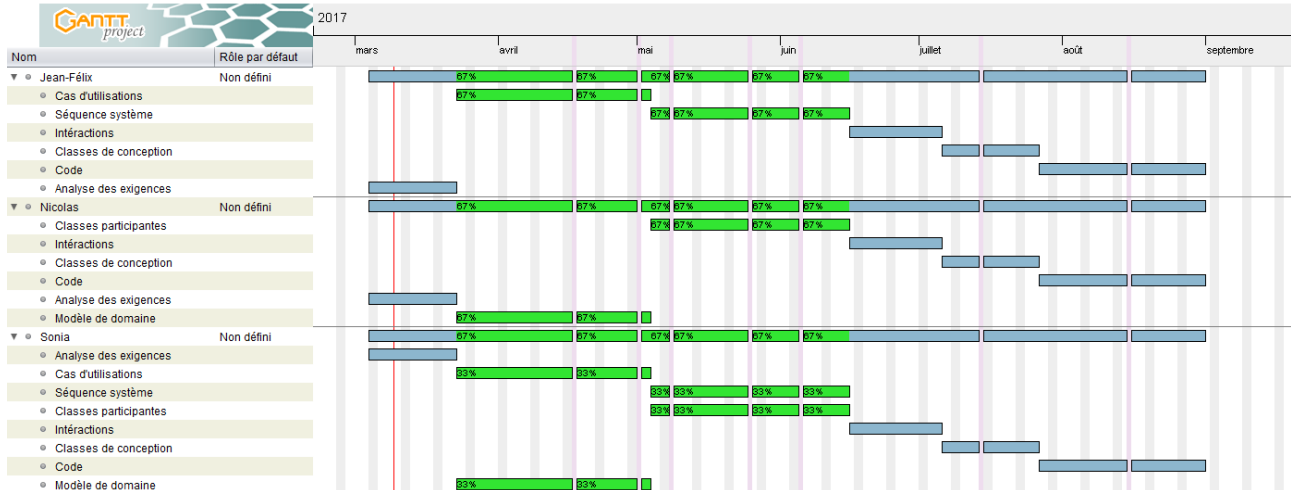 GANTT project
2017
mars avril mai juin juillet août septembre
Nom Rôle par défaut
Jean-Félix Non défini 67% 67% 67% 67% 67% 67%
Cas d'utilisations 67% 67%
Séquence système 67% 67% 67% 67%
Intéractions
Classes de conception
Code
Analyse des exigences
Nicolas Non défini 67% 67% 67% 67% 67% 67%
Classes participantes 67% 67% 67% 67%
Intéractions
Classes de conception
Code
Analyse des exigences
Modèle de domaine 67% 67%
Sonia Non défini 67% 67% 67% 67% 67% 67%
Analyse des exigences
Cas d'utilisations 33% 33%
Séquence système 33% 33% 33% 33%
Classes participantes 33% 33% 33% 33%
Intéractions
Classes de conception
Code
Modèle de domaine 33% 33%